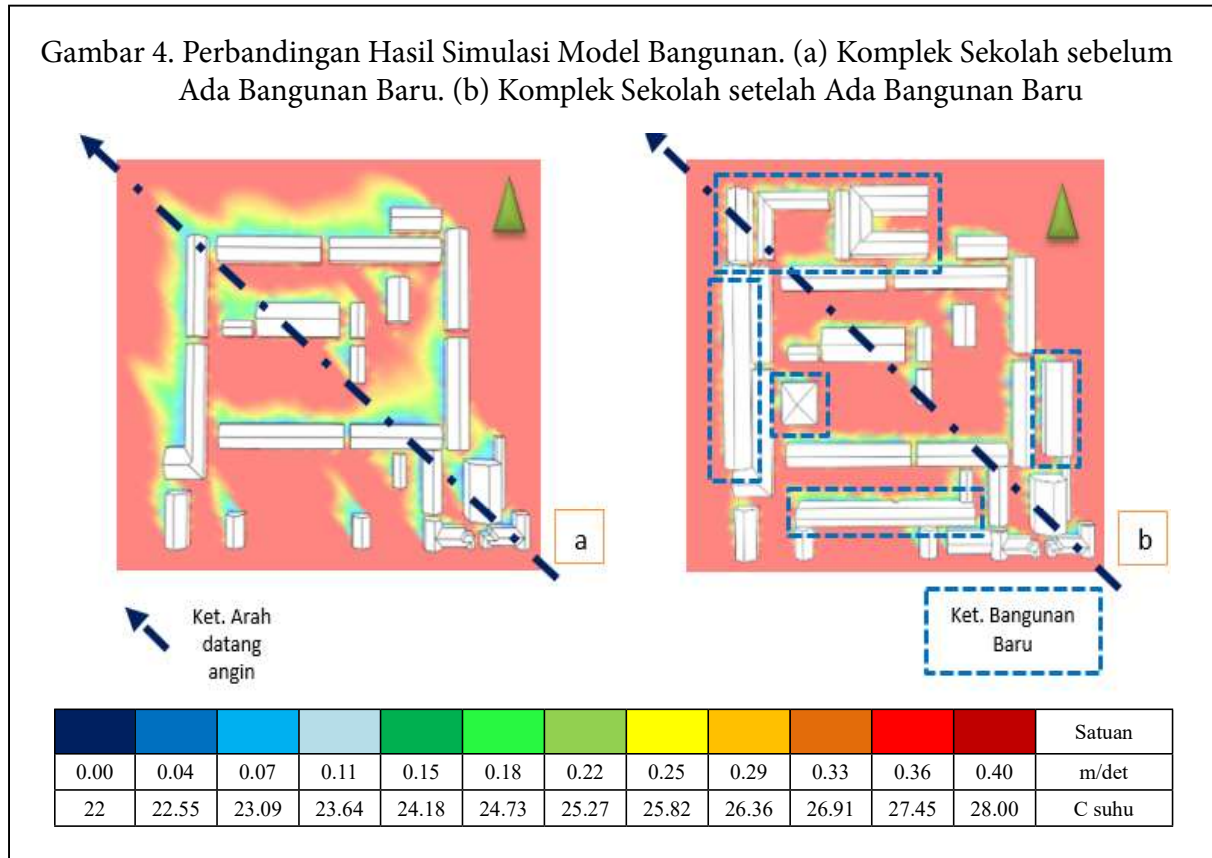 Gambar 4. Perbandingan Hasil Simulasi Model Bangunan. (a) Komplek Sekolah sebelum
Ada Bangunan Baru. (b) Komplek Sekolah setelah Ada Bangunan Baru
a
b
Ket. Arah
datang
angin
Ket. Bangunan
Baru
Satuan
0.00 0.04 0.07 0.11 0.15 0.18 0.22 0.25 0.29 0.33 0.36 0.40 m/det
22 22.55 23.09 23.64 24.18 24.73 25.27 25.82 26.36 26.91 27.45 28.00 C suhu